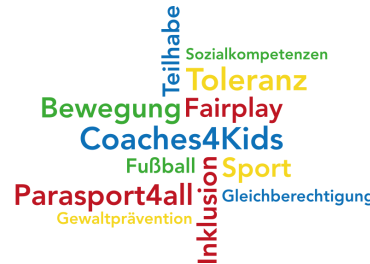 Teilhabe
Sozialkompetenzen
Toleranz
Bewegung Fairplay
Coaches4Kids
Fußball Sport
Inklusion
Parasport4all Gleichberechtigung
Gewaltprävention